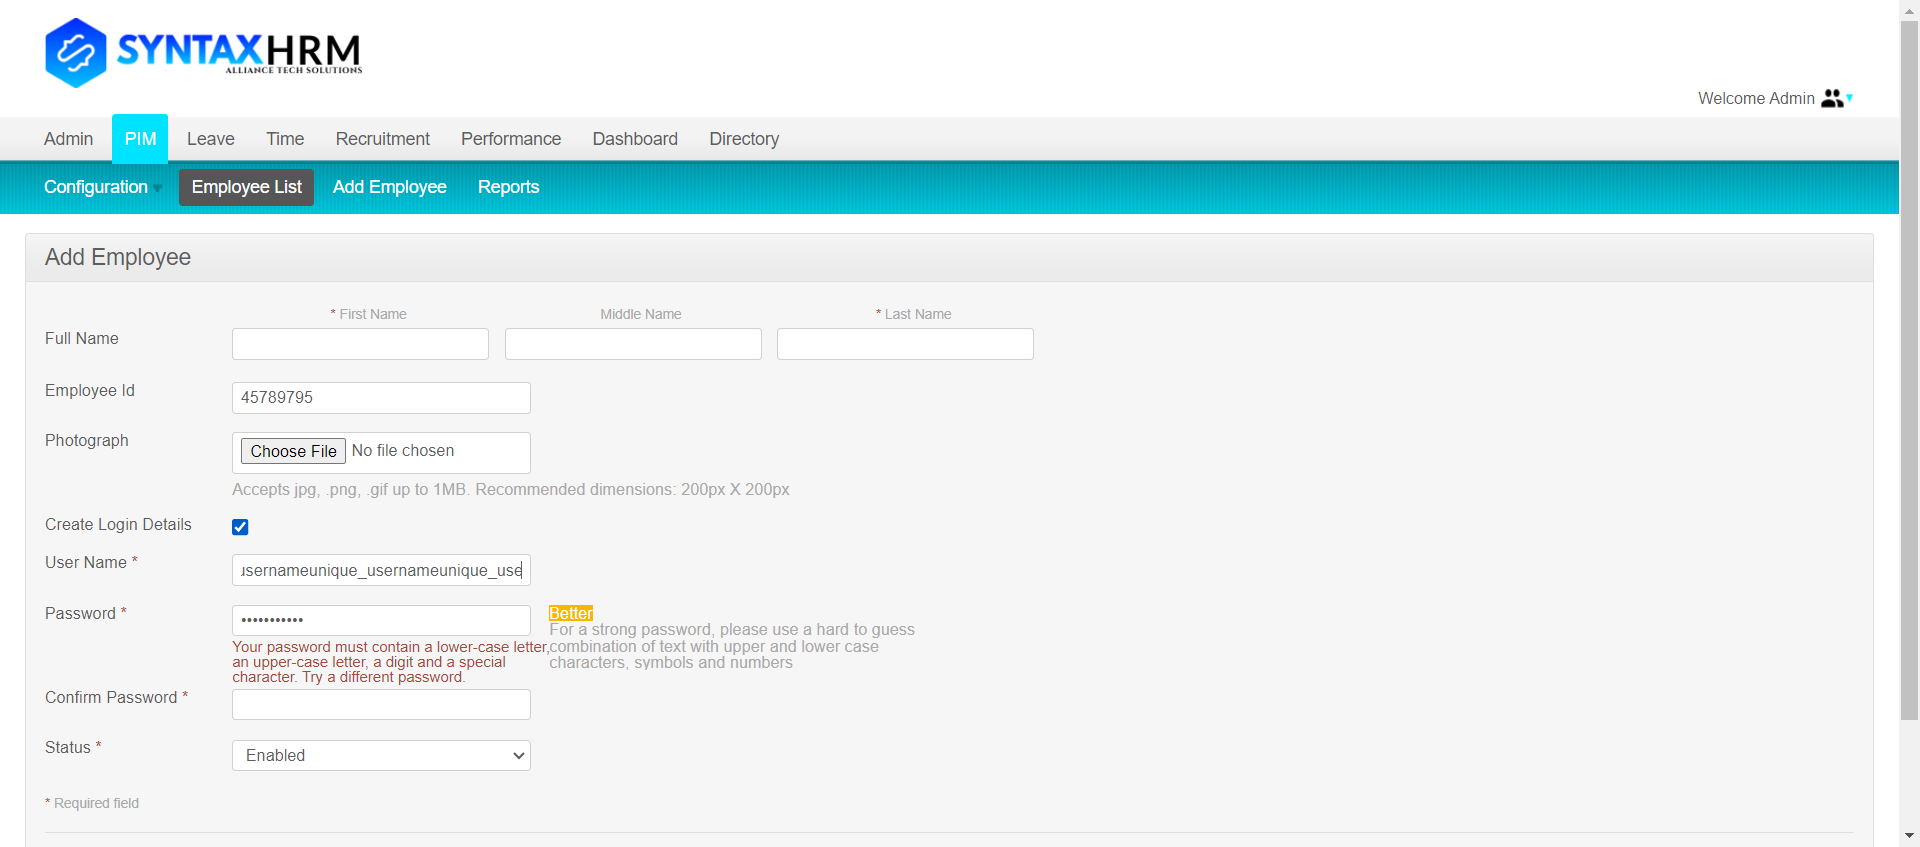 SYNTAXHRM
ALLIANCE TECH SOLUTIONS
Welcome Admin
Admin PIM Leave Time Recruitment Performance Dashboard Directory
Configuration Employee List Add Employee Reports
Add Employee
* First Name Middle Name * Last Name
Full Name
Employee Id 45789795
Photograph Choose File No file chosen
Accepts jpg, .png, .gif up to 1MB. Recommended dimensions: 200px X 200px
Create Login Details
User Name * usernameunique_usernameunique_use
Password * ••••••••••• Better
For a strong password, please use a hard to guess
combination of text with upper and lower case
characters, symbols and numbers
Your password must contain a lower-case letter,
an upper-case letter, a digit and a special
character. Try a different password.
Confirm Password *
Status * Enabled
* Required field